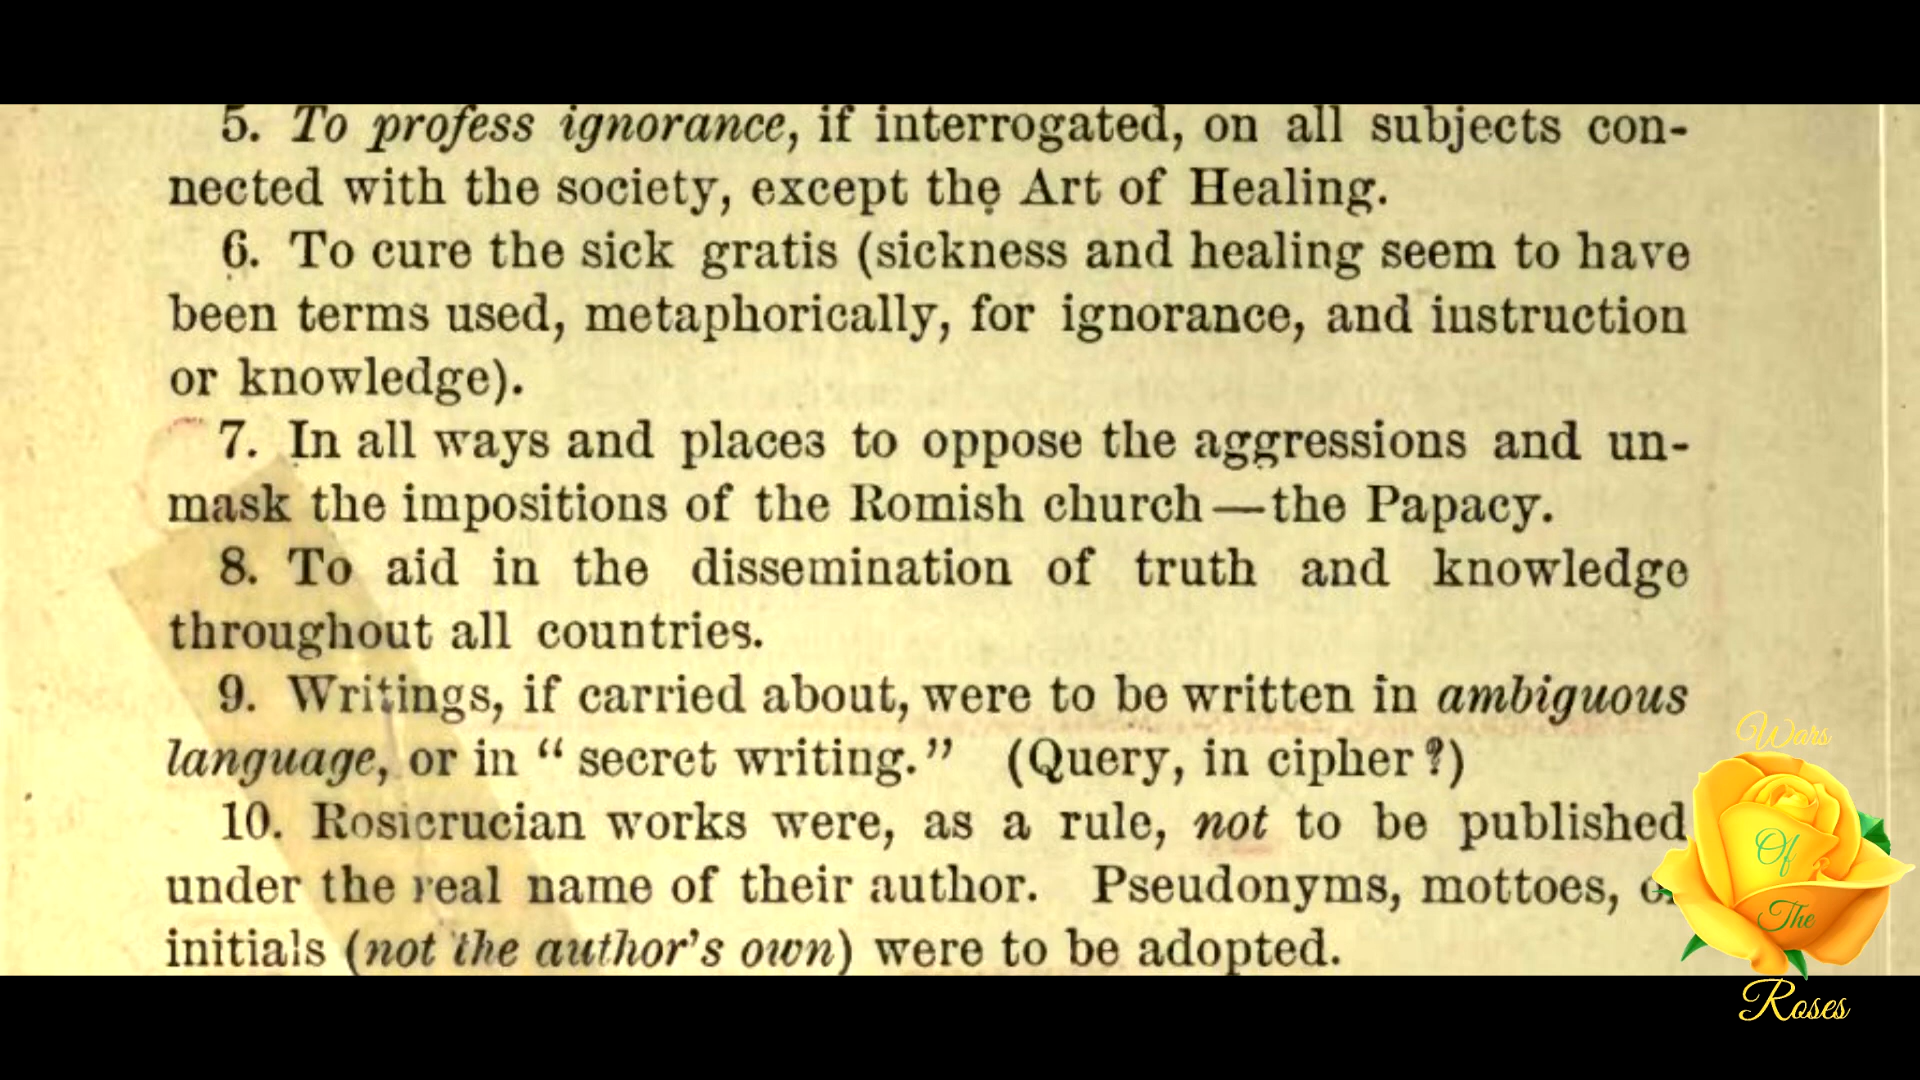 5. To profess ignorance, if interrogated, on all subjects con-
nected with the society, except the Art of Healing.
6. To cure the sick gratis (sickness and healing seem to have
been terms used, metaphorically, for ignorance, and iustruction
or knowledge).
7. In all ways and places to oppose the aggressions and un-
mask the impositions of the Romish church—the Papacy.
8. To aid in the dissemination of truth and knowledge
throughout all countries.
9. Writings, if carried about, were to be written in ambiguous
language, or in “ secret writing.” (Query, in cipher?)
10. Rosicrucian works were, as a rule, not to be published
under the real name of their author. Pseudonyms, mottoes,
initials (not the author’s own) were to be adopted.
Wars
Of
The
Roses